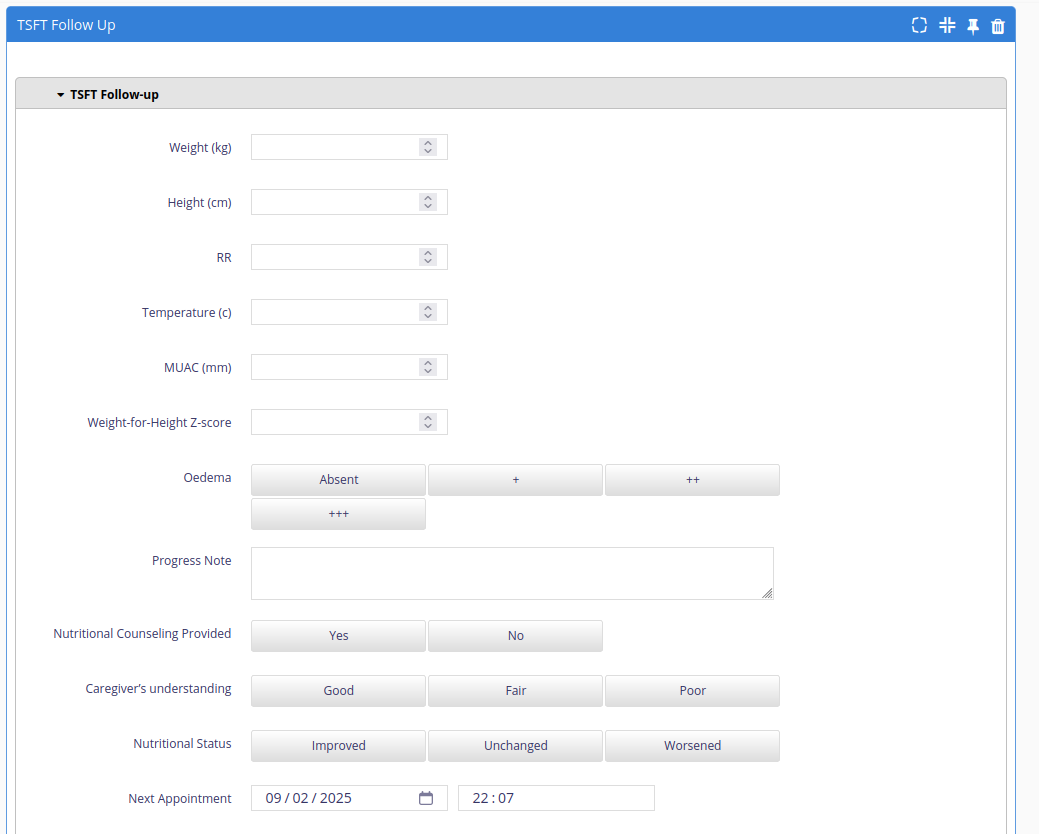 TSFT Follow Up
TSFT Follow-up
Weight (kg)
Height (cm)
RR
Temperature (c)
MUAC (mm)
Weight-for-Height Z-score
Oedema Absent + ++
+++
Progress Note
Nutritional Counseling Provided Yes No
Caregiver's understanding Good Fair Poor
Nutritional Status Improved Unchanged Worsened
Next Appointment 09 / 02 / 2025 22 : 07